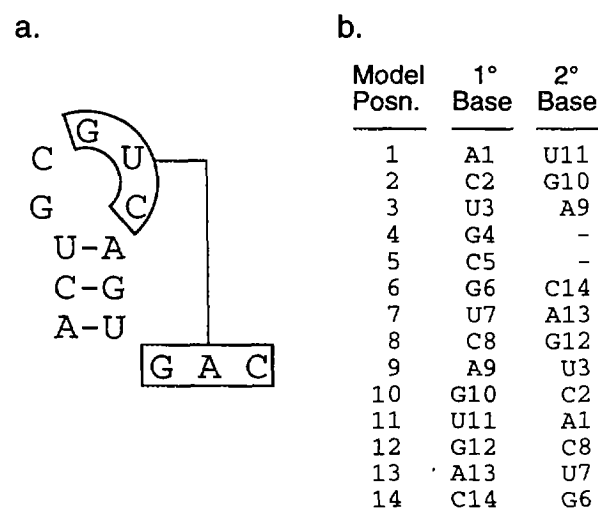 a.
G
C U
G C
U-A
C-G
A-U
G A C
b.
Model Posn. 1° Base 2° Base
1 A1 U11
2 C2 G10
3 U3 A9
4 G4 -
5 C5 -
6 G6 C14
7 U7 A13
8 C8 G12
9 A9 U3
10 G10 C2
11 U11 A1
12 G12 C8
13 A13 U7
14 C14 G6